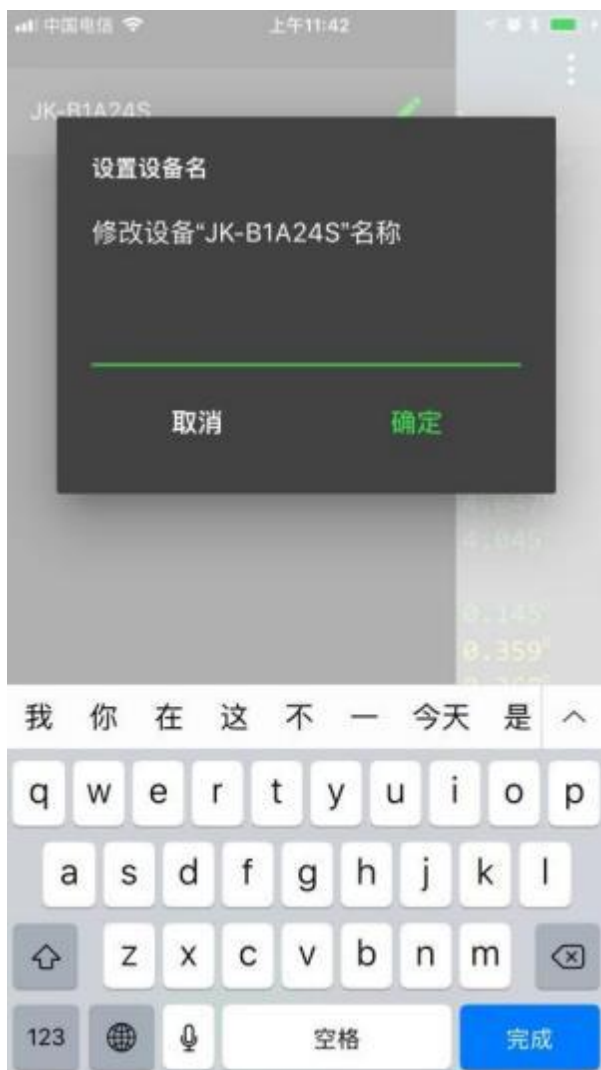 中国电信 上午11:42
JK-B1A24S
设置设备名
修改设备“JK-B1A24S”名称
取消 确定
4.045
0.145
0.359
我 你 在 这 不 一 今天 是
q w e r t y u i o p
a s d f g h j k l
z x c v b n m
123 空格 完成